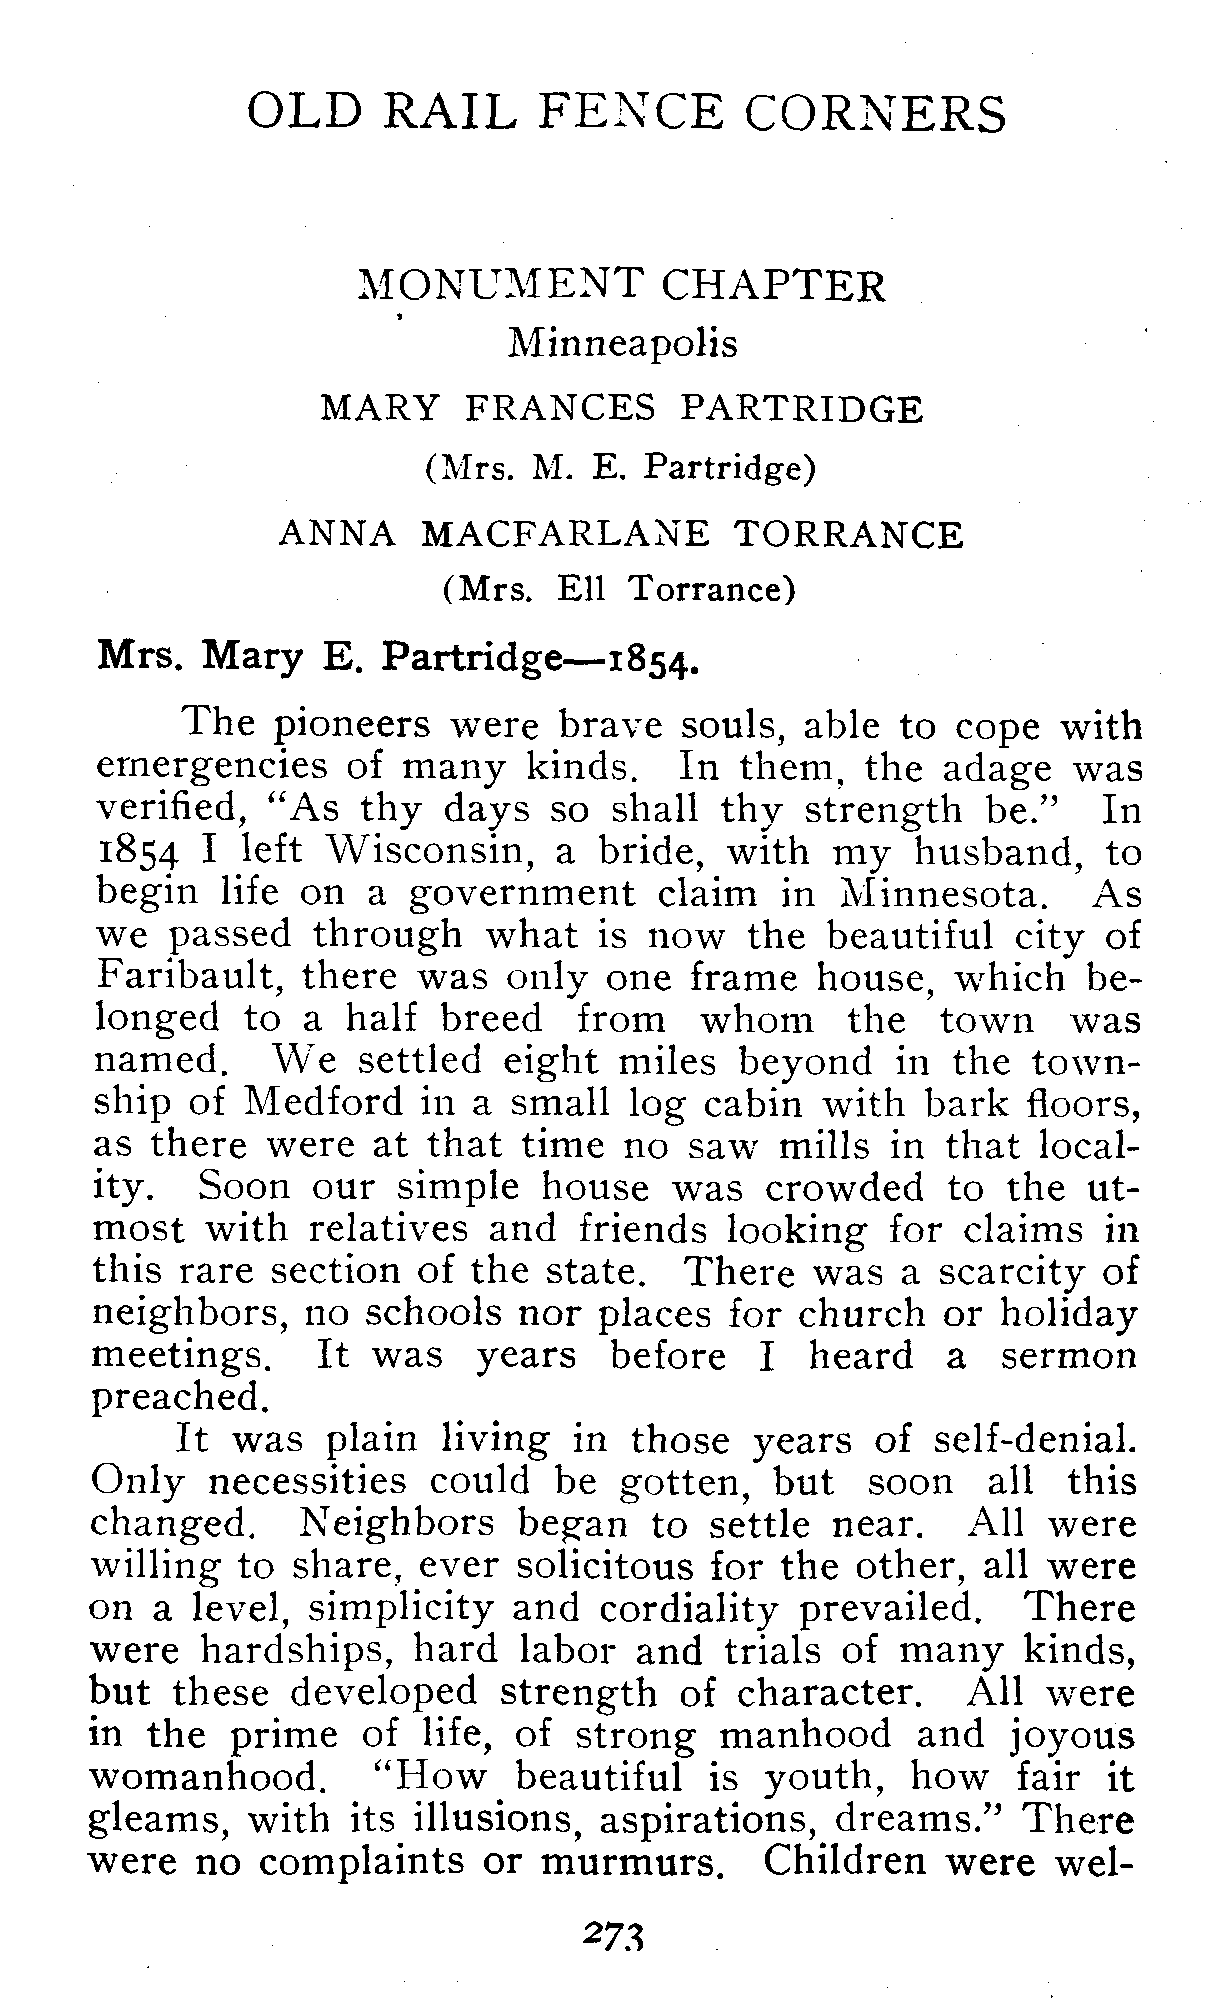 OLD RAIL FENCE CORNERS
MONUMENT CHAPTER
Minneapolis
MARY FRANCES PARTRIDGE
(Mrs. M. E. Partridge)
ANNA MACFARLANE TORRANCE
(Mrs. Ell Torrance)
Mrs. Mary E. Partridge—1854.
The pioneers were brave souls, able to cope with
emergencies of many kinds. In them, the adage was
verified, "As thy days so shall thy strength be." In
1854 I left Wisconsin, a bride, with my husband, to
begin life on a government claim in Minnesota. As
we passed through what is now the beautiful city of
Faribault, there was only one frame house, which be-
longed to a half breed from whom the town was
named. We settled eight miles beyond in the town-
ship of Medford in a small log cabin with bark floors,
as there were at that time no saw mills in that local-
ity. Soon our simple house was crowded to the ut-
most with relatives and friends looking for claims in
this rare section of the state. There was a scarcity of
neighbors, no schools nor places for church or holiday
meetings. It was years before I heard a sermon
preached.
It was plain living in those years of self-denial.
Only necessities could be gotten, but soon all this
changed. Neighbors began to settle near. All were
willing to share, ever solicitous for the other, all were
on a level, simplicity and cordiality prevailed. There
were hardships, hard labor and trials of many kinds,
but these developed strength of character. All were
in the prime of life, of strong manhood and joyous
womanhood. "How beautiful is youth, how fair it
gleams, with its illusions, aspirations, dreams." There
were no complaints or murmurs. Children were wel-
273